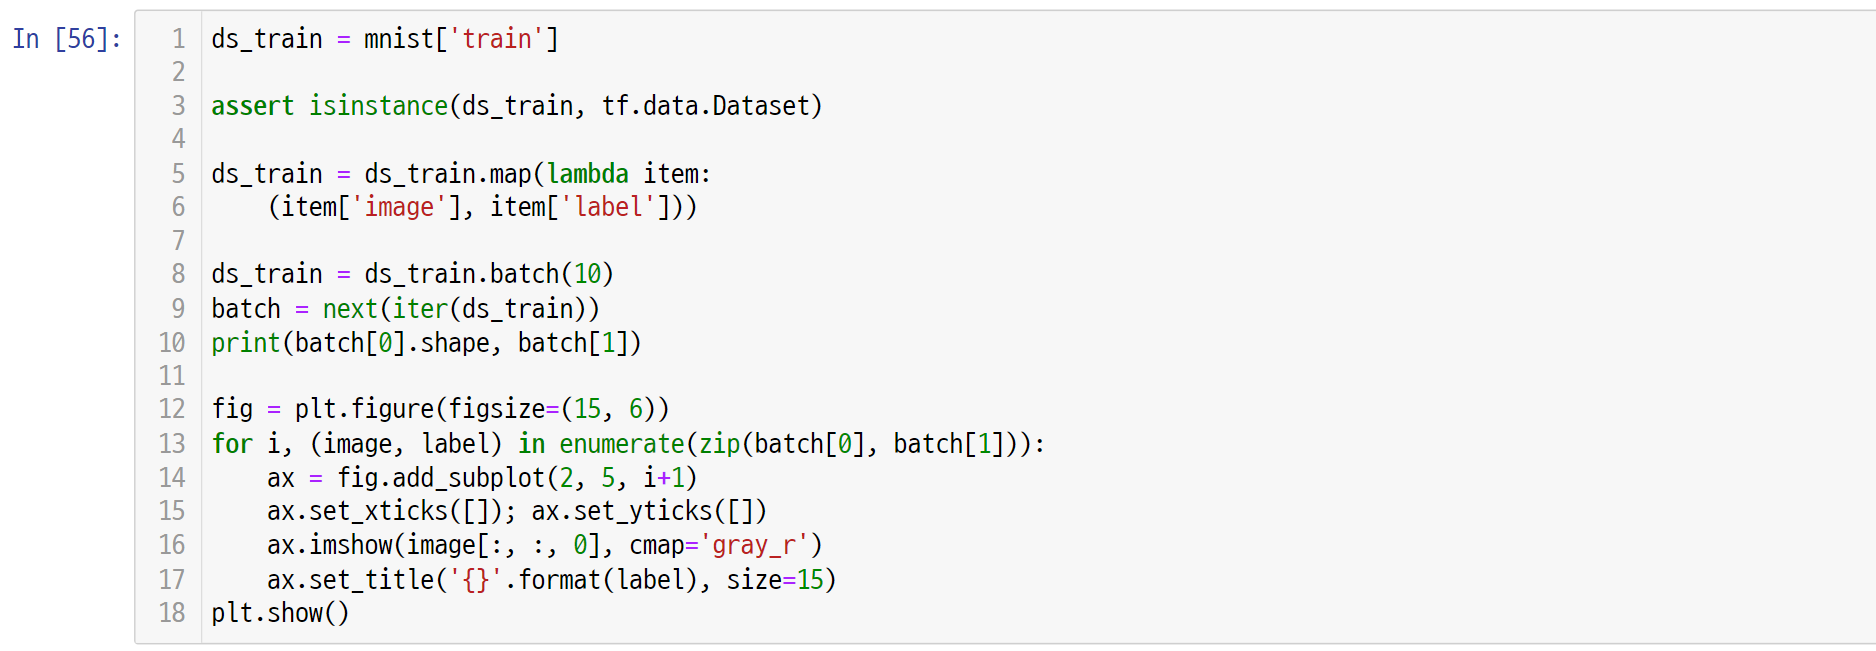 In [56]:
1 ds_train = mnist['train']
2
3 assert isinstance(ds_train, tf.data.Dataset)
4
5 ds_train = ds_train.map(lambda item:
6     (item['image'], item['label']))
7
8 ds_train = ds_train.batch(10)
9 batch = next(iter(ds_train))
10 print(batch[0].shape, batch[1])
11
12 fig = plt.figure(figsize=(15, 6))
13 for i, (image, label) in enumerate(zip(batch[0], batch[1])):
14     ax = fig.add_subplot(2, 5, i+1)
15     ax.set_xticks([]); ax.set_yticks([])
16     ax.imshow(image[:, :, 0], cmap='gray_r')
17     ax.set_title('{}'.format(label), size=15)
18 plt.show()